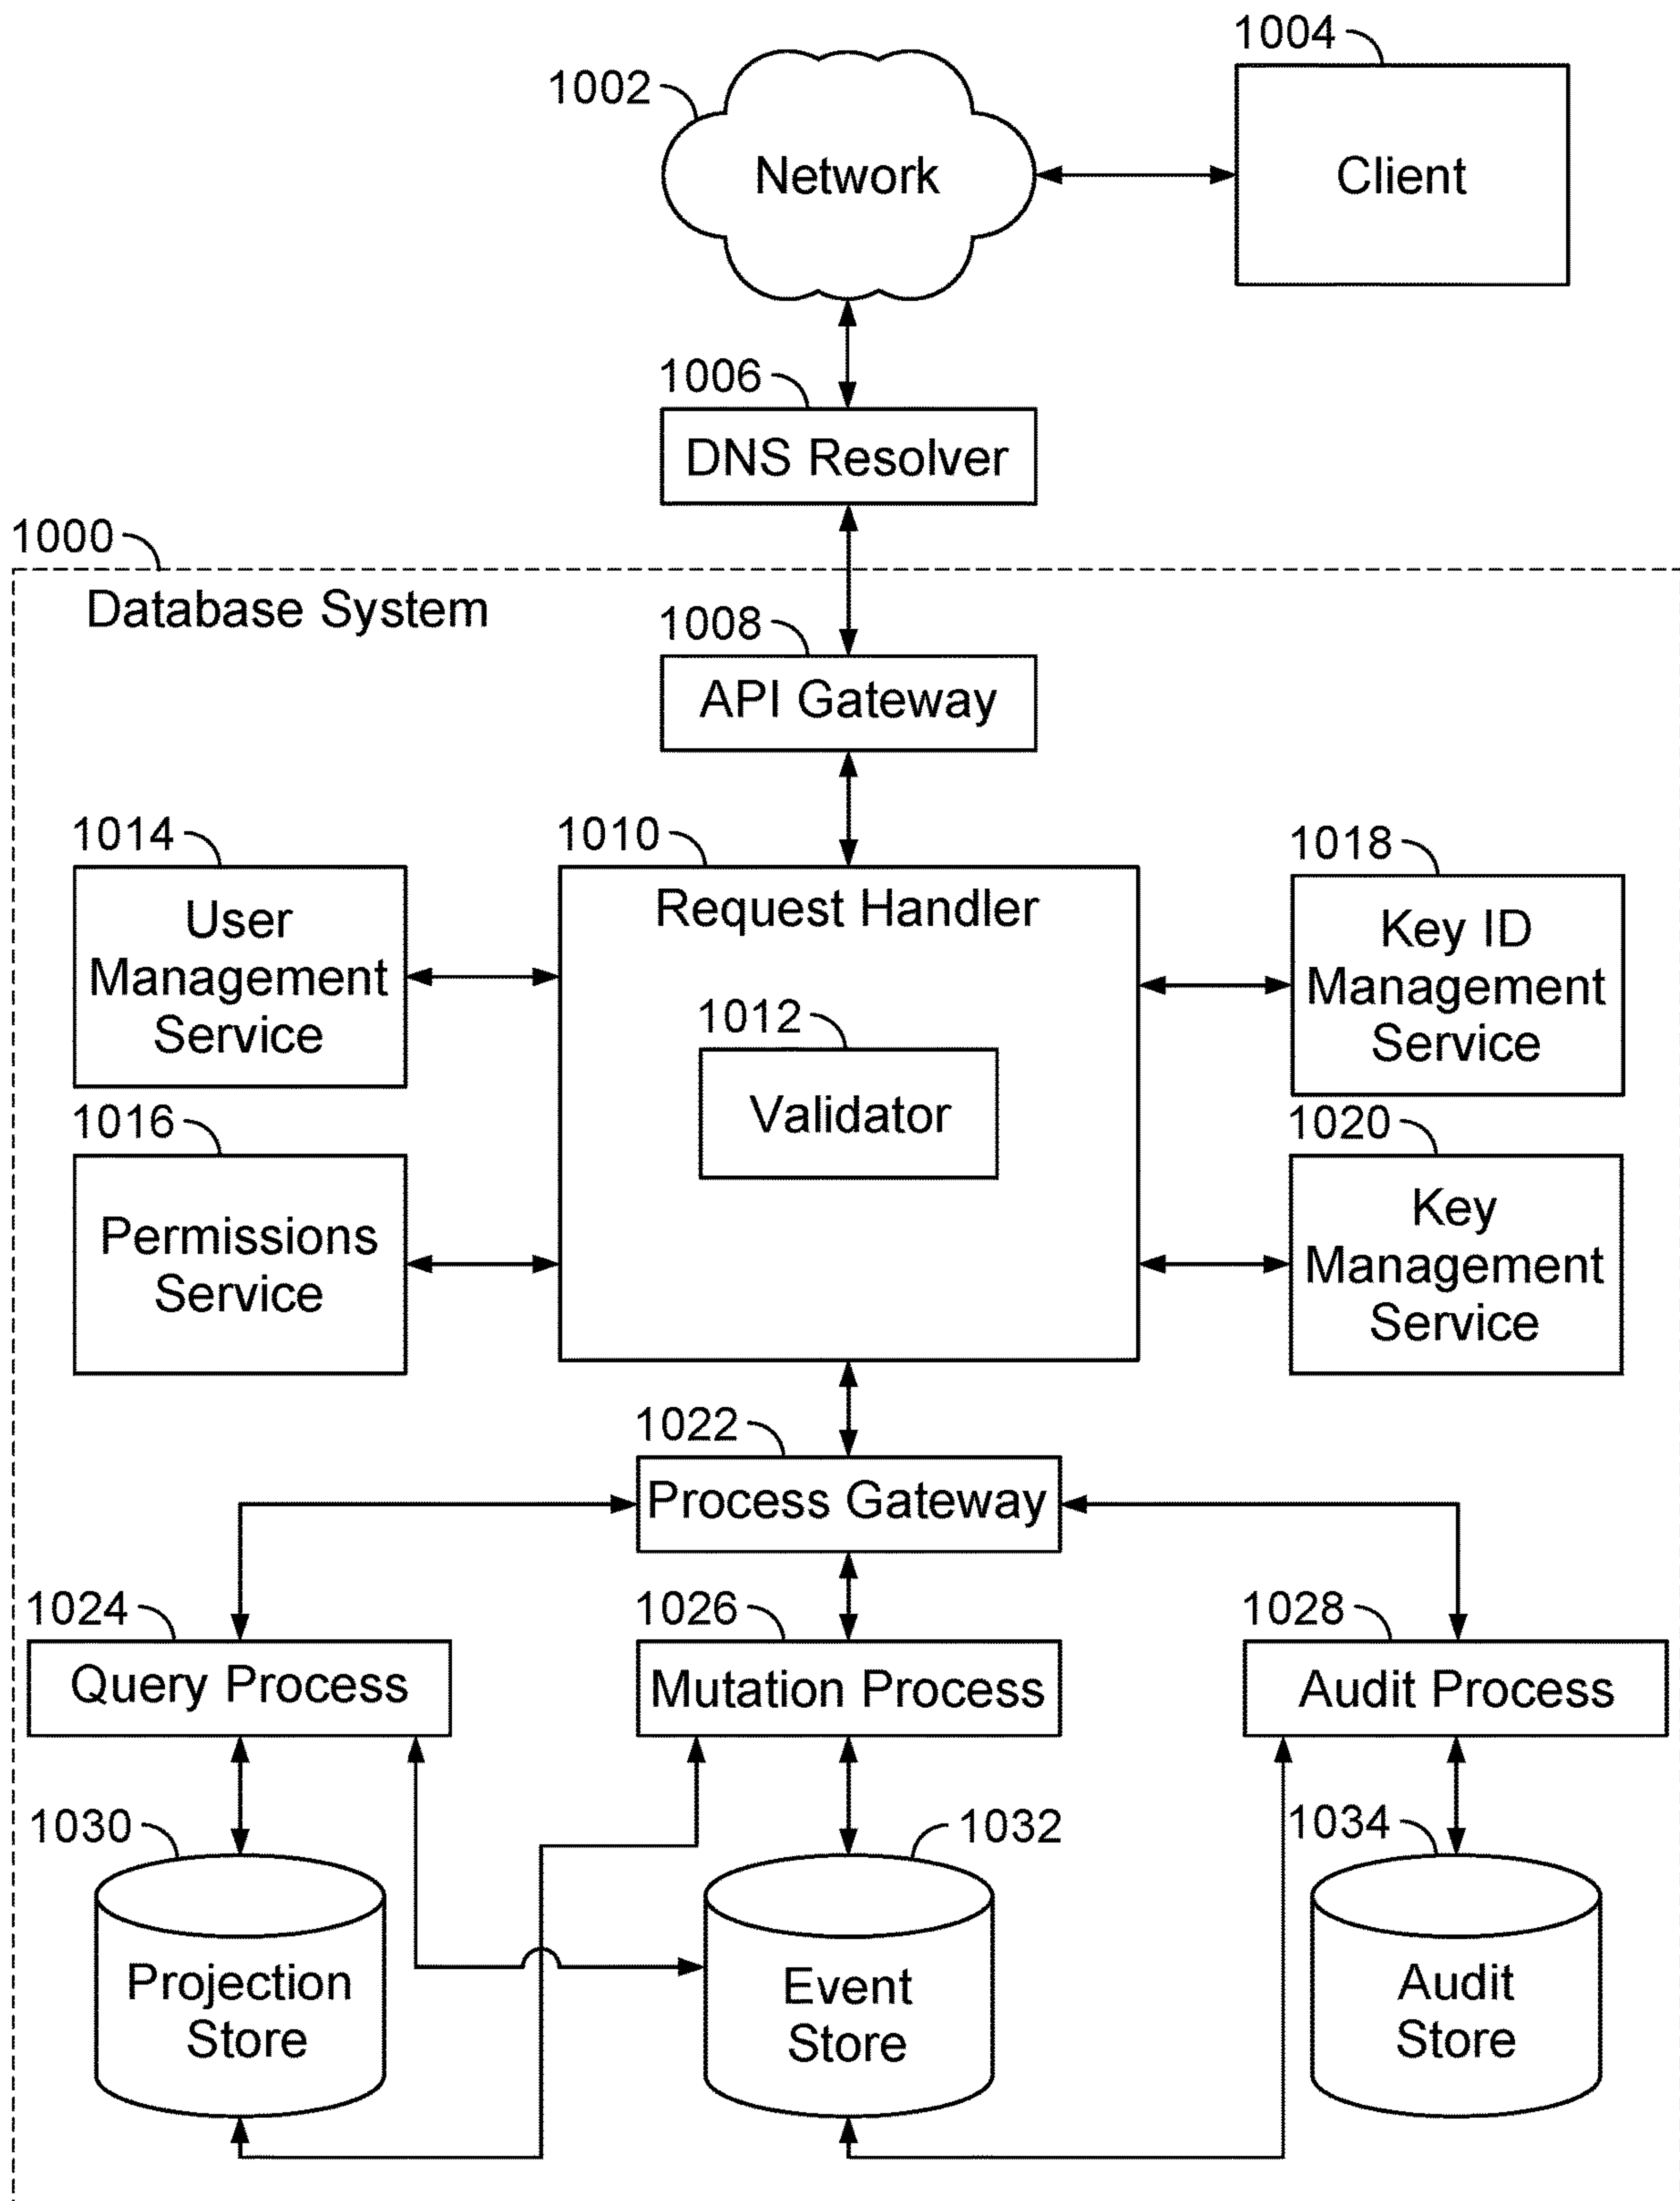 1004
1002
Network
Client
1006
DNS Resolver
1000
Database System
1008
API Gateway
1014
1010
1018
User
Management
Service
Request Handler
Key ID
Management
Service
1012
Validator
1016
1020
Permissions
Service
Key
Management
Service
1022
Process Gateway
1024
1026
1028
Query Process
Mutation Process
Audit Process
1030
1032
1034
Projection
Store
Event
Store
Audit
Store